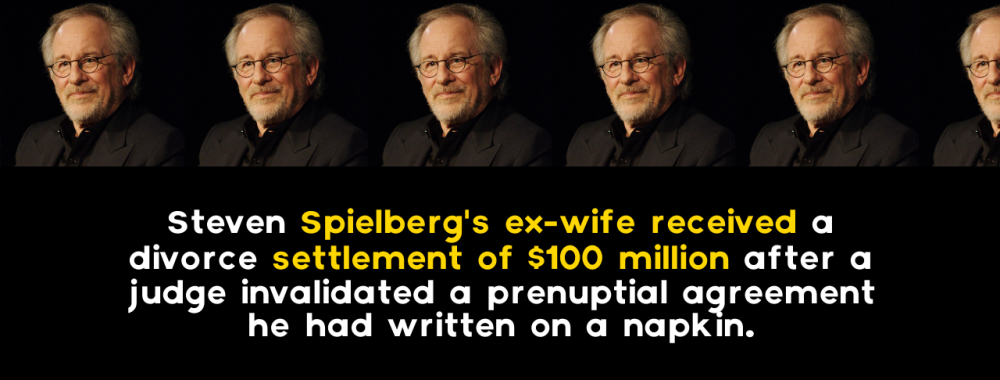 Steven Spielberg's ex-wife received a
divorce settlement of $100 million after a
judge invalidated a prenuptial agreement
he had written on a napkin.